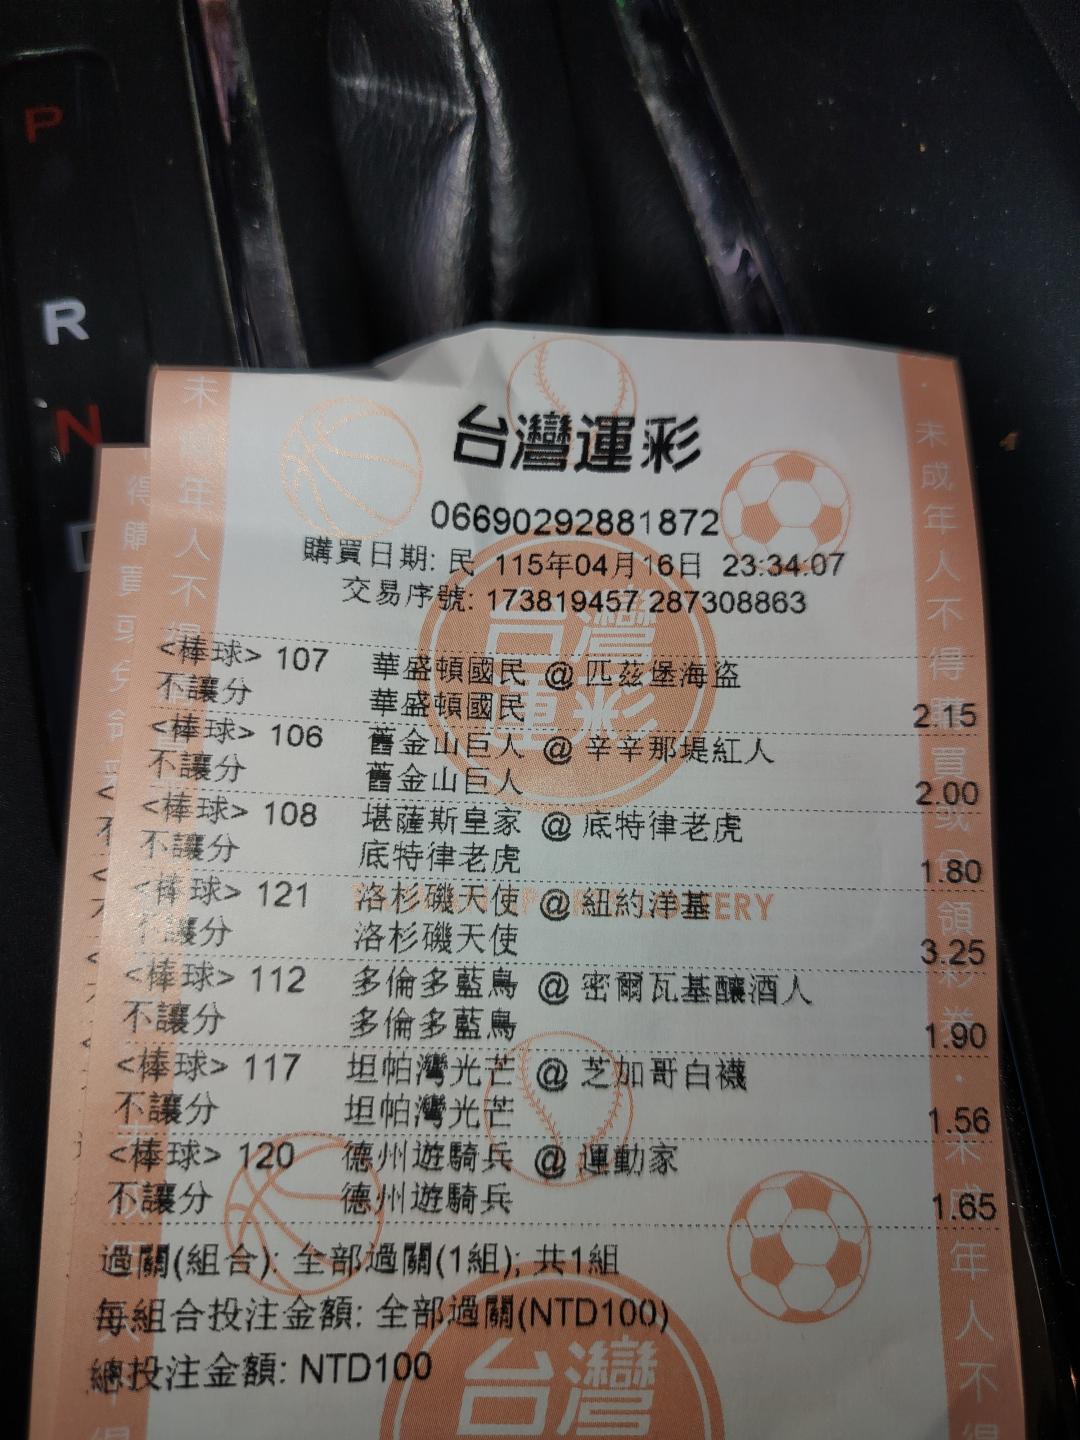 P
R
N
台灣運彩
06690292881872
購買日期: 民 115年04月16日 23:34:07
交易序號: 173819457 287308863
<棒球> 107 華盛頓國民 @ 匹茲堡海盜
不讓分 華盛頓國民 2.15
<棒球> 106 舊金山巨人 @ 辛辛那堤紅人
不讓分 舊金山巨人 2.00
<棒球> 108 堪薩斯皇家 @ 底特律老虎
不讓分 底特律老虎 1.80
<棒球> 121 洛杉磯天使 @ 紐約洋基
不讓分 洛杉磯天使 3.25
<棒球> 112 多倫多藍鳥 @ 密爾瓦基釀酒人
不讓分 多倫多藍鳥 1.90
<棒球> 117 坦帕灣光芒 @ 芝加哥白襪
不讓分 坦帕灣光芒 1.56
<棒球> 120 德州遊騎兵 @ 運動家
不讓分 德州遊騎兵 1.65
過關(組合): 全部過關(1組); 共1組
每組合投注金額: 全部過關(NTD100)
總投注金額: NTD100
台灣運彩
台灣
未成年人不得購買或領彩券